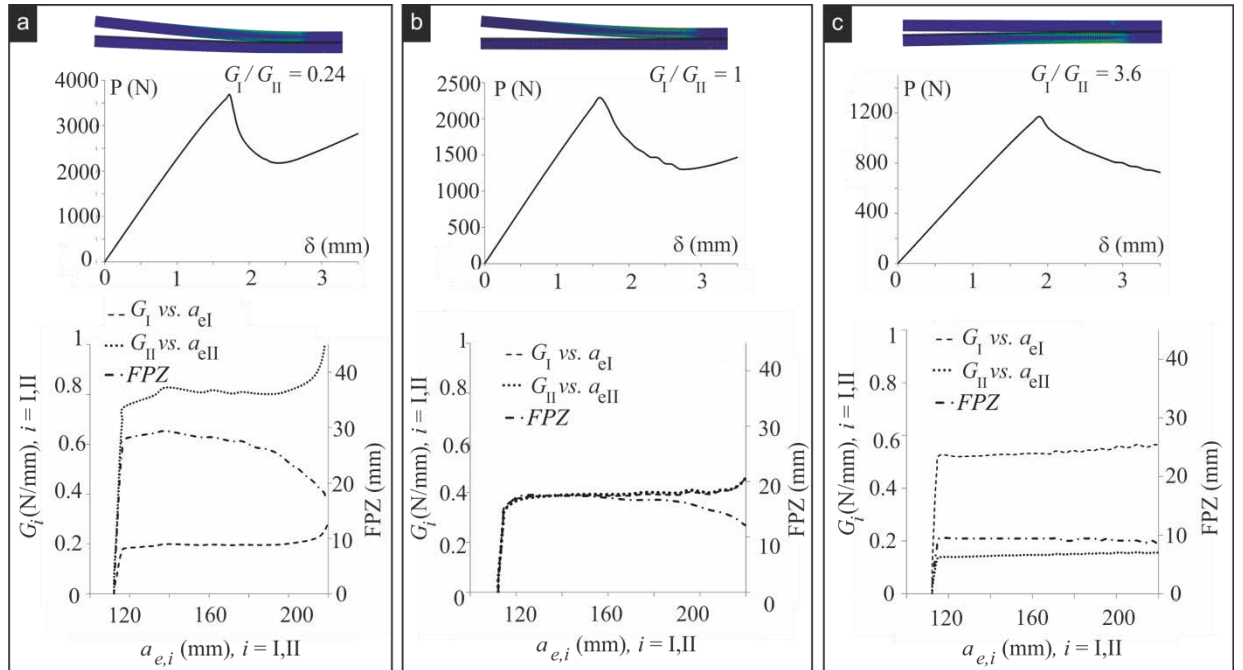 a
G_I / G_II = 0.24
P (N)
4000
3000
2000
1000
0
0 1 2 3
δ (mm)
G_I vs. a_eI
G_II vs. a_eII
FPZ
G_i (N/mm), i = I,II
1
0.8
0.6
0.4
0.2
0
FPZ (mm)
40
30
20
10
0
120 160 200
a_e,i (mm), i = I,II
b
G_I / G_II = 1
P (N)
2500
2000
1500
1000
500
0
0 1 2 3
δ (mm)
G_I vs. a_eI
G_II vs. a_eII
FPZ
G_i (N/mm), i = I,II
1
0.8
0.6
0.4
0.2
0
FPZ (mm)
40
30
20
10
0
120 160 200
a_e,i (mm), i = I,II
c
G_I / G_II = 3.6
P (N)
1200
800
400
0
0 1 2 3
δ (mm)
G_I vs. a_eI
G_II vs. a_eII
FPZ
G_i (N/mm), i = I,II
1
0.8
0.6
0.4
0.2
0
FPZ (mm)
40
30
20
10
0
120 160 200
a_e,i (mm), i = I,II